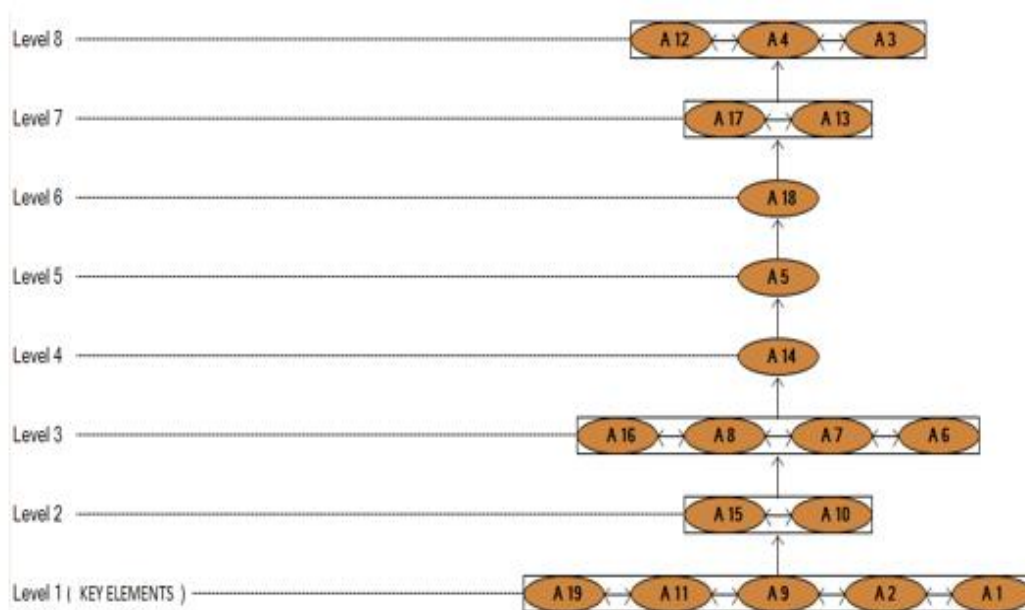 Level 8 A 12 A 4 A 3
Level 7 A 17 A 13
Level 6 A 18
Level 5 A 5
Level 4 A 14
Level 3 A 16 A 8 A 7 A 6
Level 2 A 15 A 10
Level 1 ( KEY ELEMENTS ) A 19 A 11 A 9 A 2 A 1